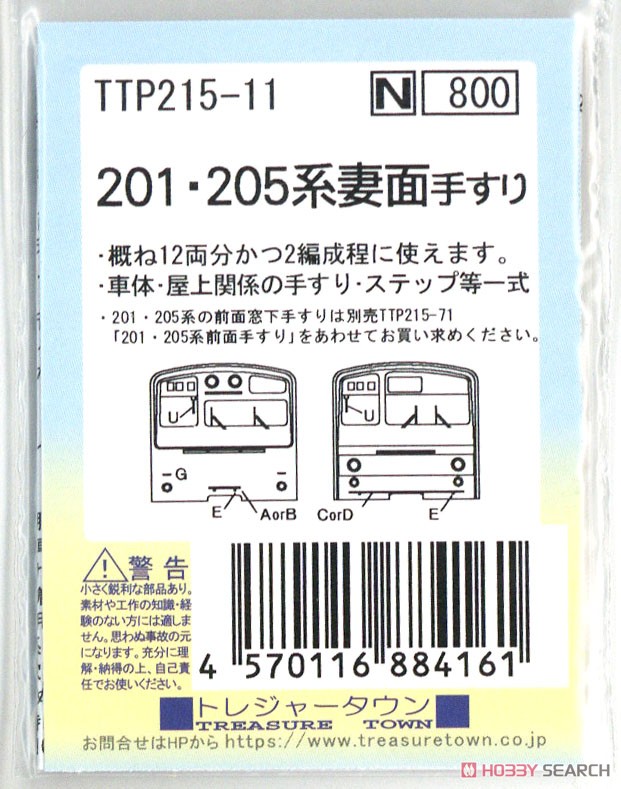 TTP215-11
N 800
201・205系妻面手すり
・概ね12両分かつ2編成程に使えます。
・車体・屋上関係の手すり・ステップ等一式
・201・205系の前面窓下手すりは別売TTP215-71
「201・205系前面手すり」をあわせてお買い求めください。
U
U
G
E
AorB
CorD
E
警告
小さく鋭利な部品あり。
素材や工作の知識・経
験のない方には適しま
せん。思わぬ事故の元
になります。充分に理
解・納得の上、自己責
任でお使いください。
4 570116 884161
トレジャータウン
TREASURE TOWN
お問合せはHPから https://www.treasuretown.co.jp
HOBBY SEARCH